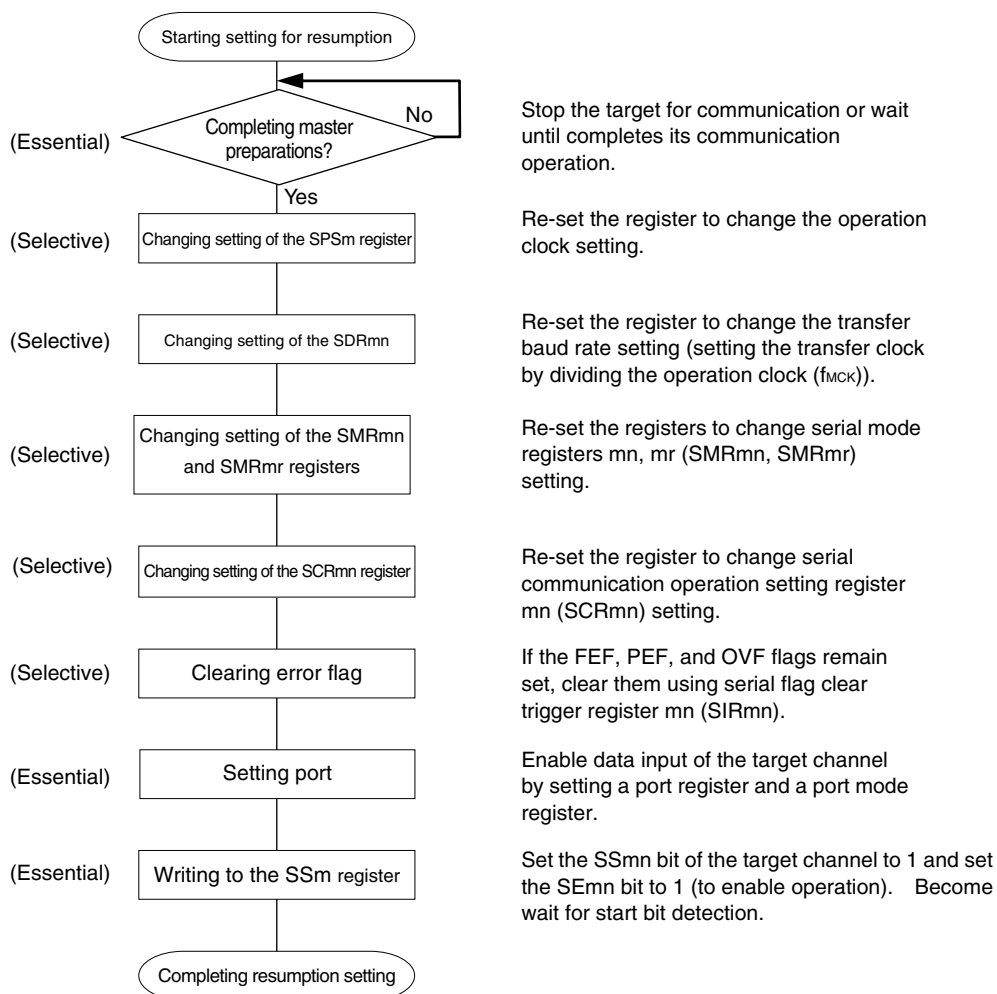 Starting setting for resumption
No
(Essential)
Completing master
preparations?
Stop the target for communication or wait
until completes its communication
operation.
Yes
(Selective)
Changing setting of the SPSm register
Re-set the register to change the operation
clock setting.
(Selective)
Changing setting of the SDRmn
Re-set the register to change the transfer
baud rate setting (setting the transfer clock
by dividing the operation clock (fMCK)).
(Selective)
Changing setting of the SMRmn
and SMRmr registers
Re-set the registers to change serial mode
registers mn, mr (SMRmn, SMRmr)
setting.
(Selective)
Changing setting of the SCRmn register
Re-set the register to change serial
communication operation setting register
mn (SCRmn) setting.
(Selective)
Clearing error flag
If the FEF, PEF, and OVF flags remain
set, clear them using serial flag clear
trigger register mn (SIRmn).
(Essential)
Setting port
Enable data input of the target channel
by setting a port register and a port mode
register.
(Essential)
Writing to the SSm register
Set the SSmn bit of the target channel to 1 and set
the SEmn bit to 1 (to enable operation). Become
wait for start bit detection.
Completing resumption setting